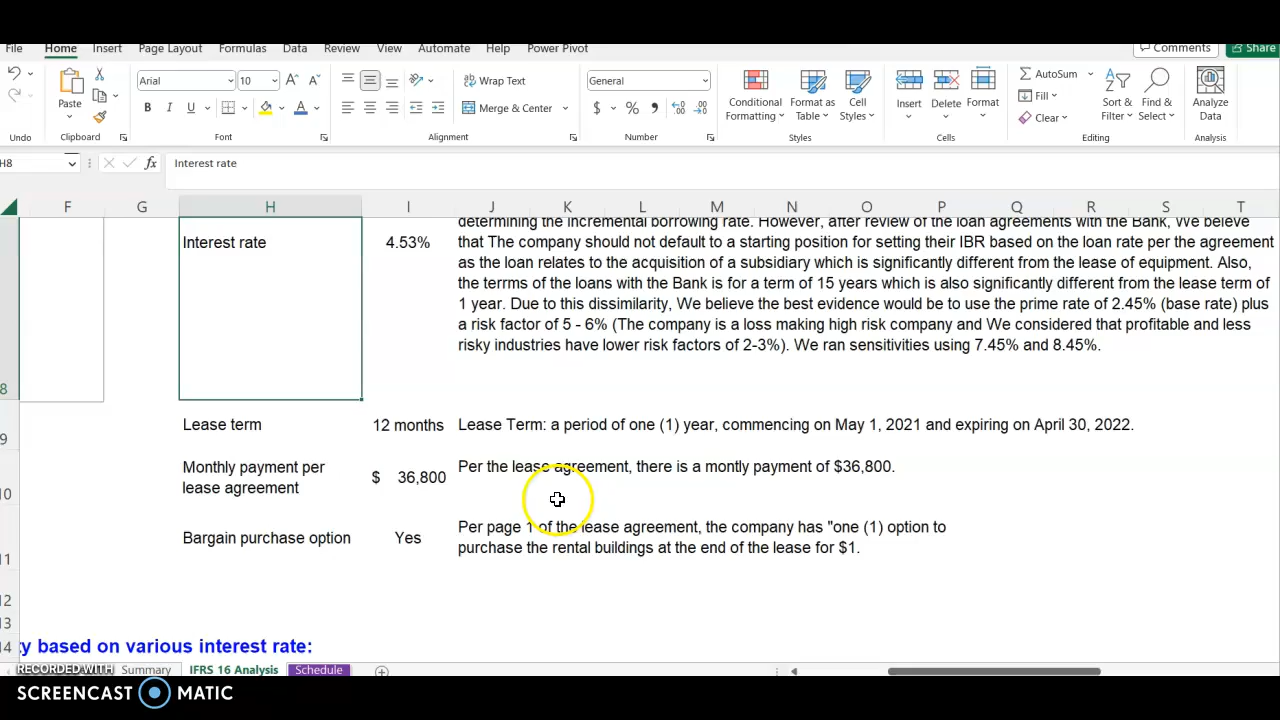 File Home Insert Page Layout Formulas Data Review View Automate Help Power Pivot Comments Share
Arial 10 Wrap Text General AutoSum
Paste Merge & Center Conditional Formatting Format as Table Cell Styles Insert Delete Format Fill Clear Sort & Filter Find & Select Analyze Data
B I U $ %
Undo Clipboard Font Alignment Number Styles Cells Editing Analysis
H8 fx Interest rate
F G H I J K L M N O P Q R S T
determining the incremental borrowing rate. However, after review of the loan agreements with the Bank, We believe
Interest rate 4.53% that The company should not default to a starting position for setting their IBR based on the loan rate per the agreement
as the loan relates to the acquisition of a subsidiary which is significantly different from the lease of equipment. Also,
the terms of the loans with the Bank is for a term of 15 years which is also significantly different from the lease term of
1 year. Due to this dissimilarity, We believe the best evidence would be to use the prime rate of 2.45% (base rate) plus
a risk factor of 5 - 6% (The company is a loss making high risk company and We considered that profitable and less
risky industries have lower risk factors of 2-3%). We ran sensitivities using 7.45% and 8.45%.
8
Lease term 12 months Lease Term: a period of one (1) year, commencing on May 1, 2021 and expiring on April 30, 2022.
9
Monthly payment per Per the lease agreement, there is a montly payment of $36,800.
lease agreement $ 36,800
10
Per page 1 of the lease agreement, the company has "one (1) option to
Bargain purchase option Yes
purchase the rental buildings at the end of the lease for $1.
11
12
13
14 ty based on various interest rate:
RECORDED WITH Summary IFRS 16 Analysis Schedule
SCREENCAST MATIC